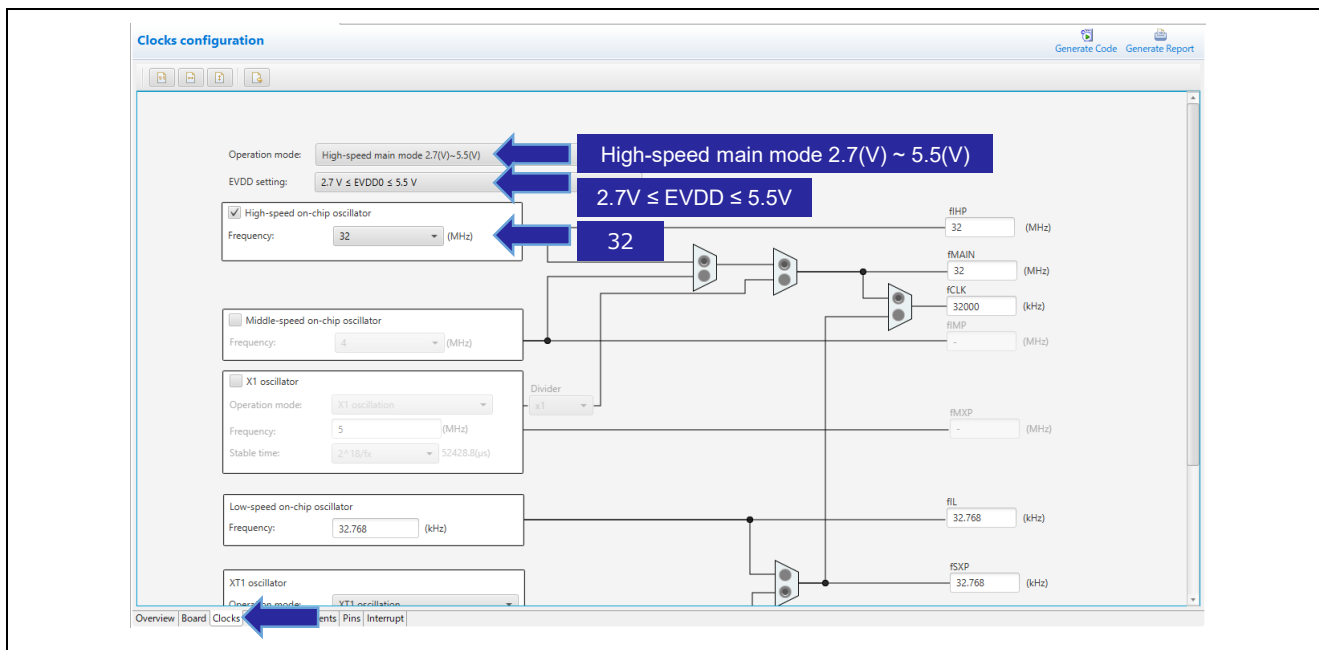 Clocks configuration
Generate Code Generate Report
Operation mode: High-speed main mode 2.7(V)~5.5(V)
High-speed main mode 2.7(V) ~ 5.5(V)
EVDD setting: 2.7 V ≤ EVDD0 ≤ 5.5 V
2.7V ≤ EVDD ≤ 5.5V
High-speed on-chip oscillator
Frequency: 32 (MHz)
32
fIHP
32 (MHz)
fMAIN
32 (MHz)
fCLK
32000 (kHz)
fIMP
- (MHz)
Middle-speed on-chip oscillator
Frequency: 4 (MHz)
X1 oscillator
Operation mode: X1 oscillation
Frequency: 5 (MHz)
Stable time: 2^18/fx 52428.8(μs)
Divider
x1
fMXP
- (MHz)
Low-speed on-chip oscillator
Frequency: 32.768 (kHz)
fIL
32.768 (kHz)
fSXP
32.768 (kHz)
XT1 oscillator
Operation mode: XT1 oscillation
Overview Board Clocks ents Pins Interrupt